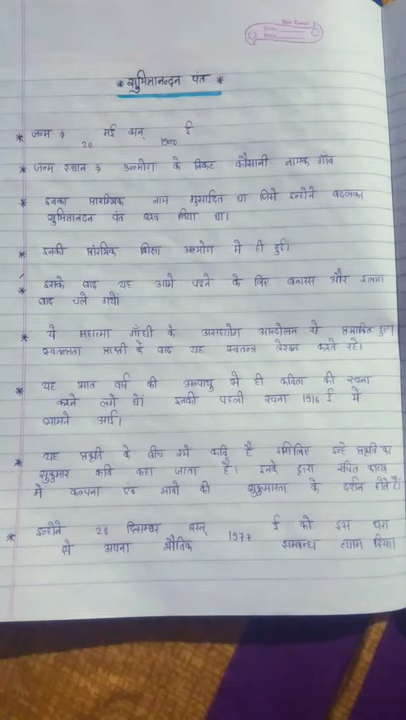 * सुमित्रानन्दन पंत *
* जन्म → 20 मई सन् 1900 ई
* जन्म स्थान → अल्मोड़ा के निकट कौसानी नामक गाँव
* इनका प्रारम्भिक नाम गुसाईदत्त था जिसे इन्होंने बदलकर
सुमित्रानन्दन पंत रख लिया था।
* इनकी प्रारंभिक शिक्षा अल्मोड़ा में ही हुई।
* इसके बाद यह आगे पढ़ने के लिए बनारस और इलाहा
बाद चले गये।
* ये महात्मा गाँधी के असहयोग आन्दोलन से प्रभावित हुए।
स्वतन्त्रता प्राप्ती के बाद यह स्वतन्त्र लेखन करते रहे।
* यह सात वर्ष की अल्पायु से ही कविता की रचना
करने लगे थे। इनकी पहली रचना 1916 ई में
सामने आई।
* यह प्रकृति के बीच रमे कवि है इसीलिए इन्हे प्रकृति का
सुकुमार कवि कहा जाता है। इनके द्वारा रचित काव्य
में कल्पना एवं भावो की सुकुमारता के दर्शन होते हैं।
* इन्होंने 28 दिसम्बर सन् 1977 ई को इस धरा
से अपना भौतिक सम्बन्ध त्याग दिया।